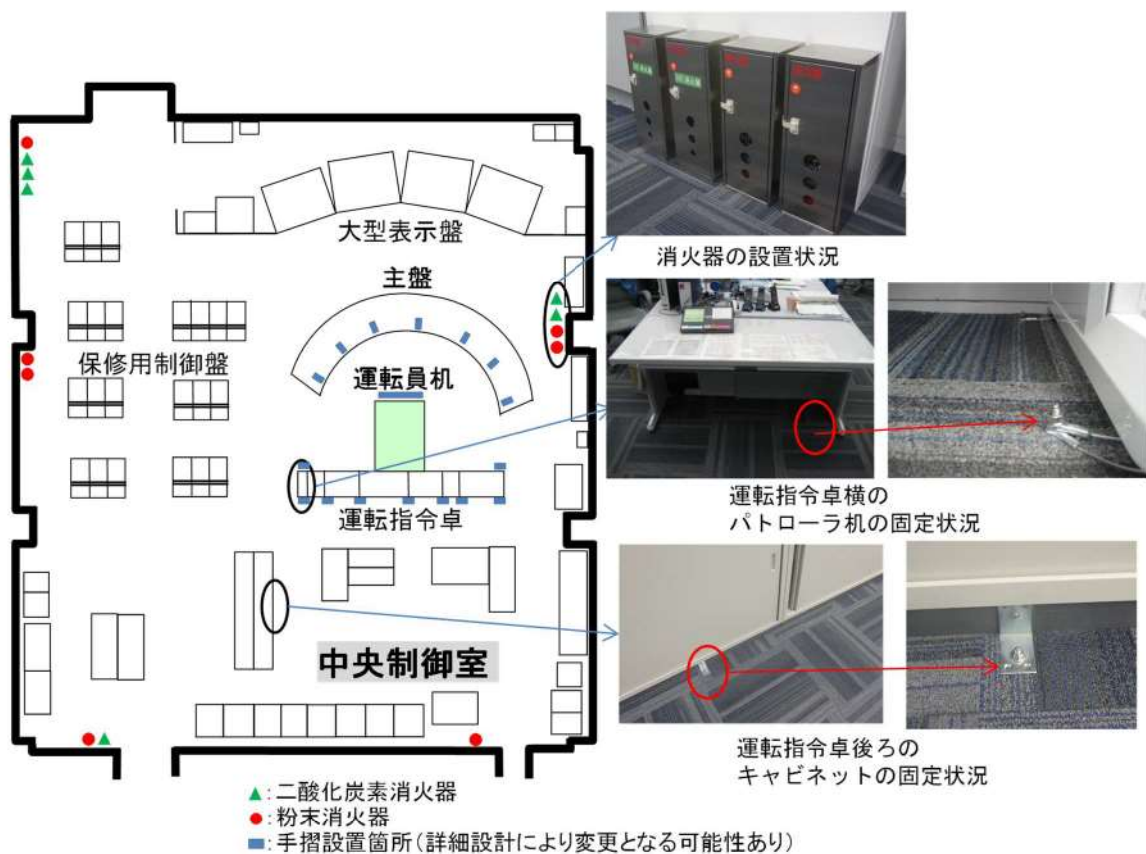 大型表示盤
主盤
保修用制御盤
運転員机
運転指令卓
中央制御室
消火器の設置状況
運転指令卓横の
パトローラ机の固定状況
運転指令卓後ろの
キャビネットの固定状況
▲:二酸化炭素消火器
●:粉末消火器
■:手摺設置箇所(詳細設計により変更となる可能性あり)